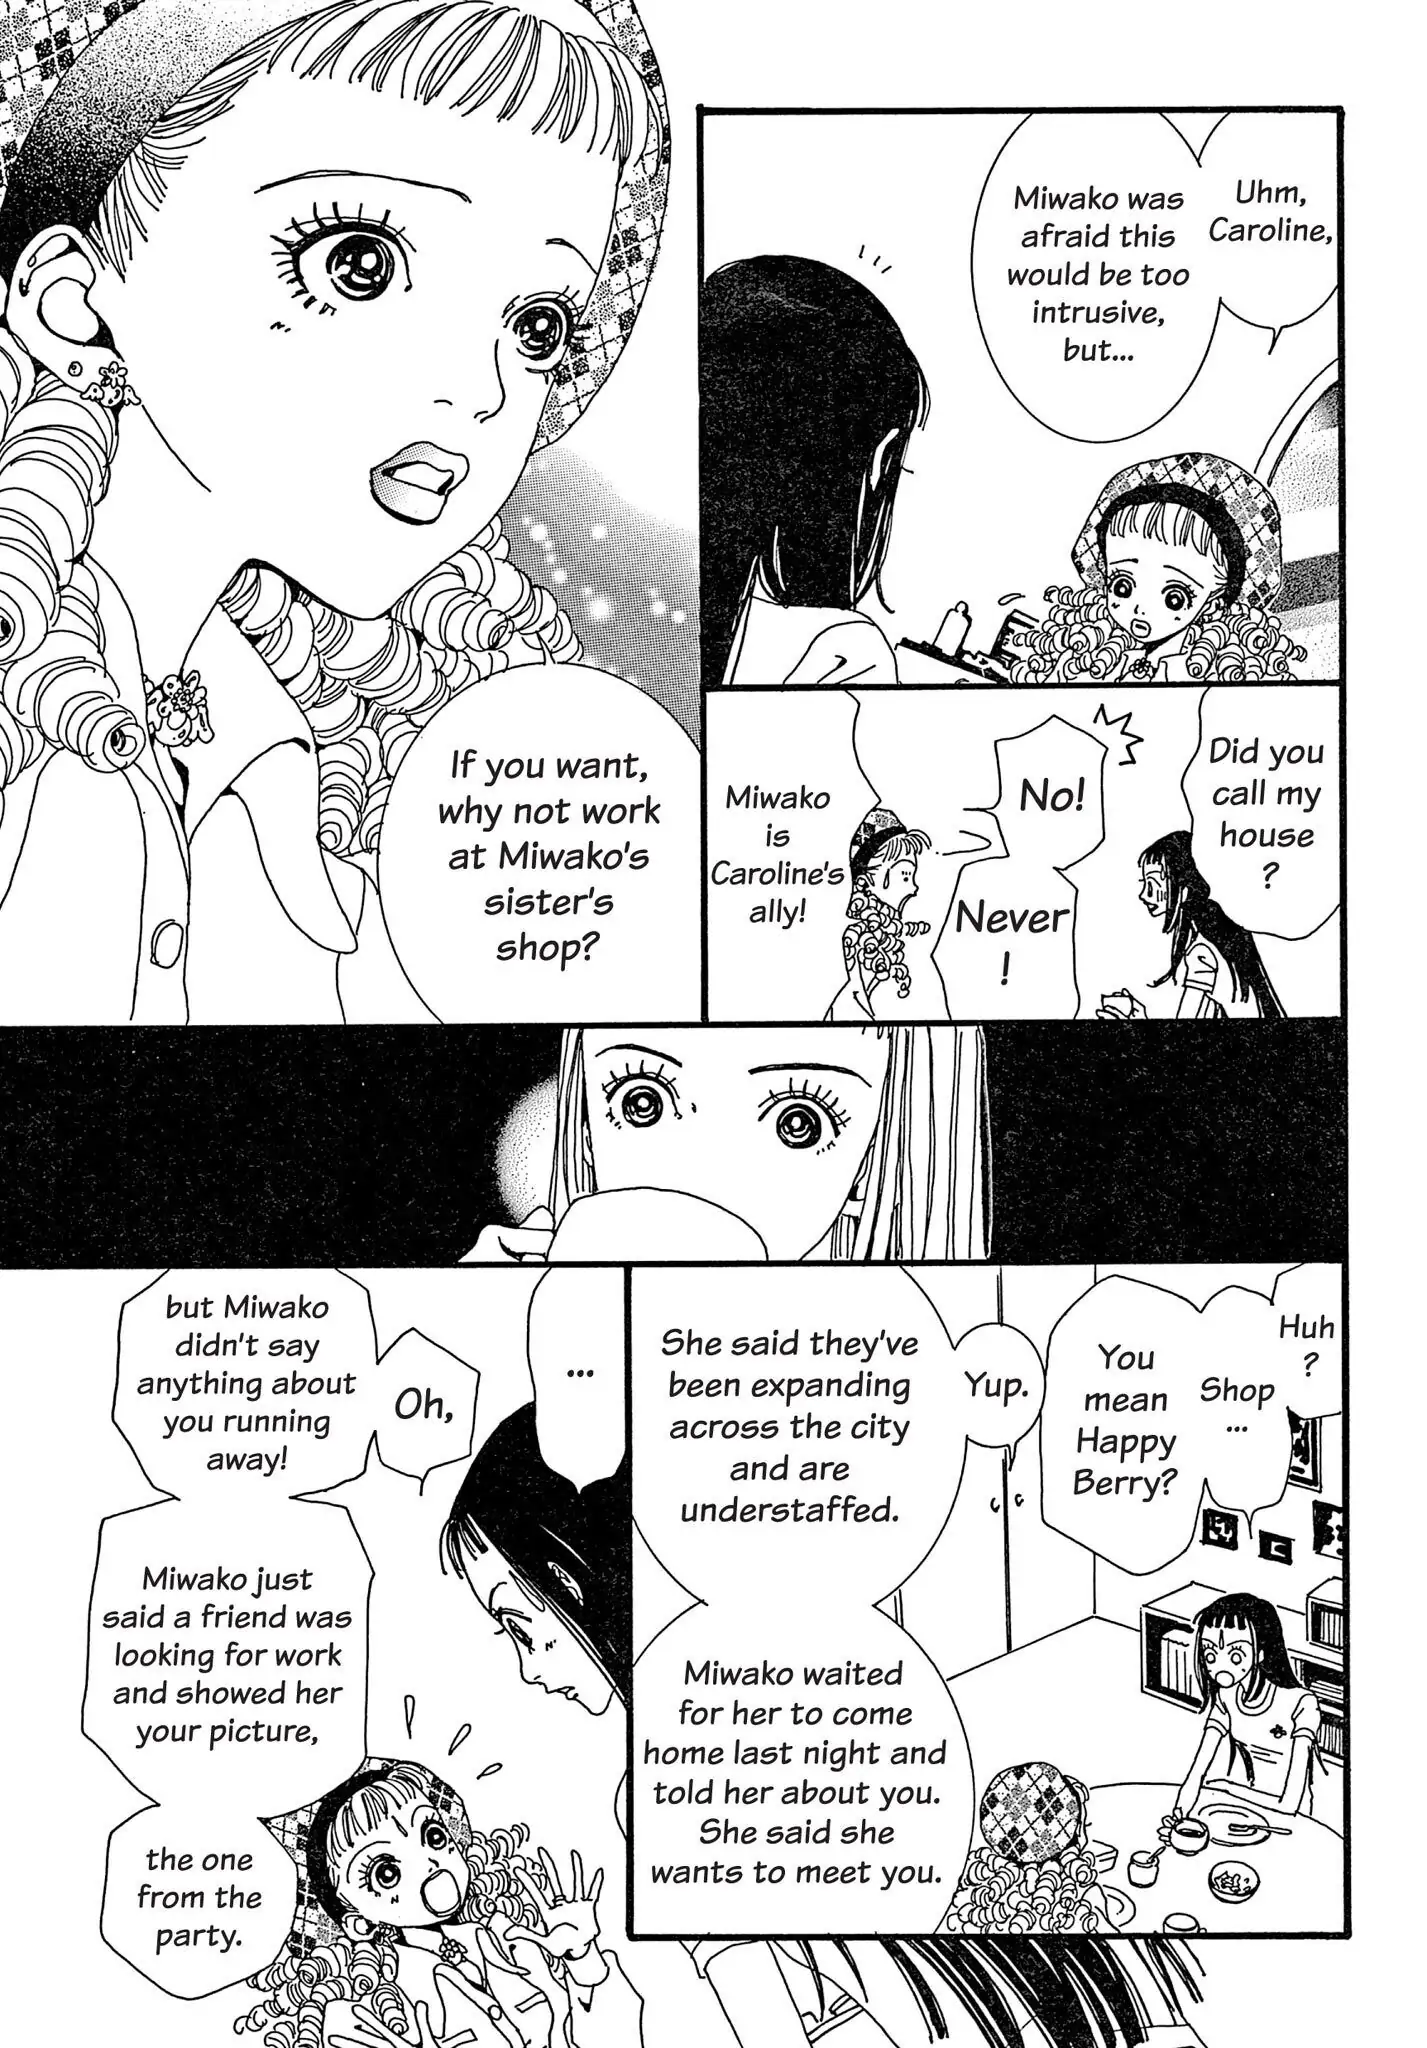 Uhm,
Caroline,
Miwako was
afraid this
would be too
intrusive,
but...
Did you
call my
house
?
No!
Never
!
Miwako
is
Caroline's
ally!
If you want,
why not work
at Miwako's
sister's
shop?
Huh
?
Shop
...
You
mean
Happy
Berry?
Yup.
She said they've
been expanding
across the city
and are
understaffed.
Miwako waited
for her to come
home last night and
told her about you.
She said she
wants to meet you.
...
Oh,
but Miwako
didn't say
anything about
you running
away!
Miwako just
said a friend was
looking for work
and showed her
your picture,
the one
from the
party.